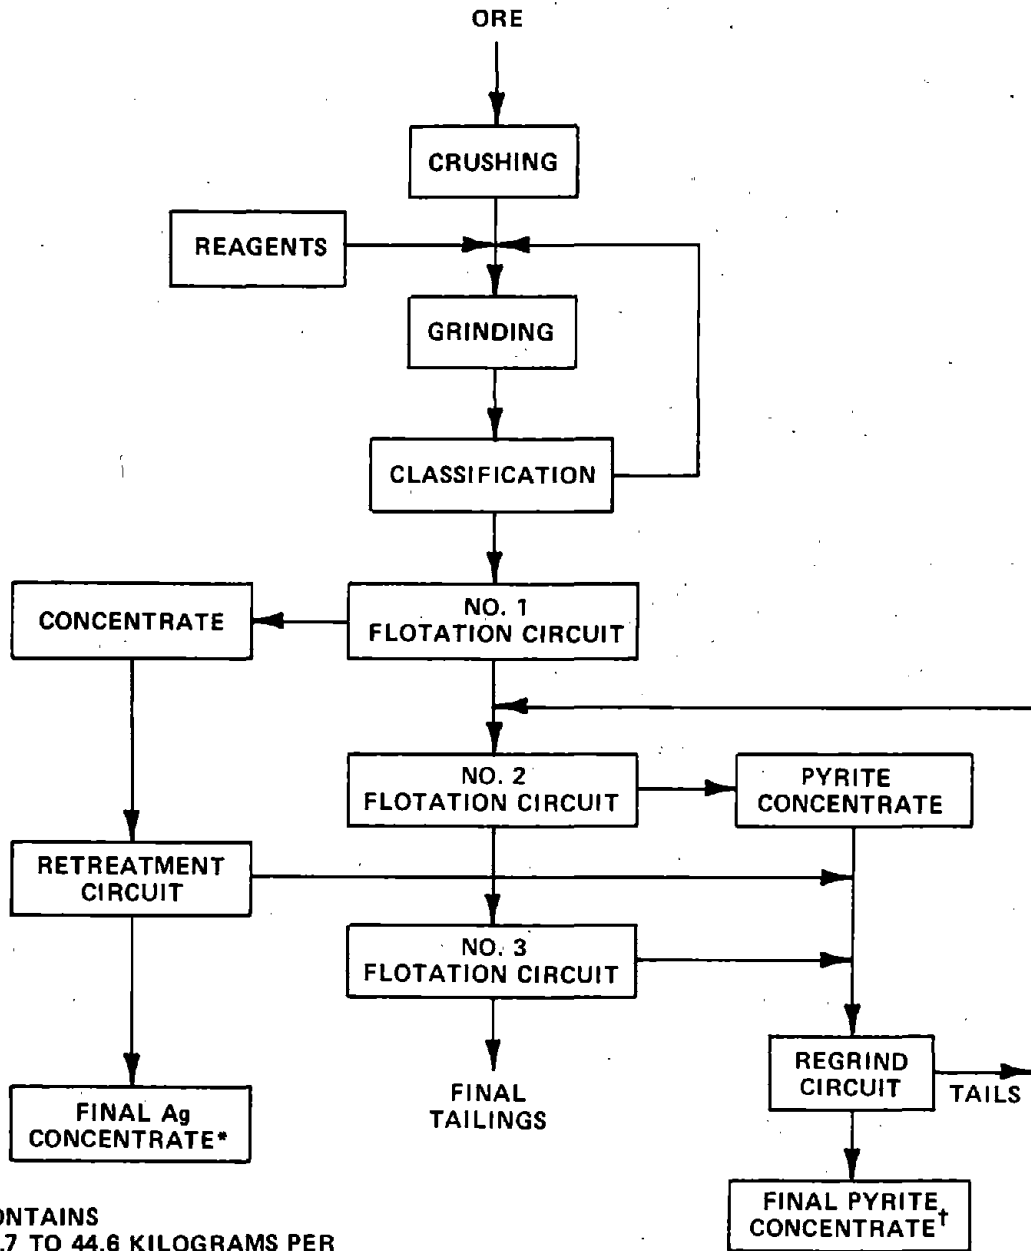 ORE
CRUSHING
REAGENTS
GRINDING
CLASSIFICATION
CONCENTRATE
NO. 1
FLOTATION CIRCUIT
NO. 2
FLOTATION CIRCUIT
PYRITE
CONCENTRATE
RETREATMENT
CIRCUIT
NO. 3
FLOTATION CIRCUIT
REGRIND
CIRCUIT
TAILS
FINAL
TAILINGS
FINAL Ag
CONCENTRATE*
FINAL PYRITE
CONCENTRATE†
TO 44.6 KILOGRAMS PER